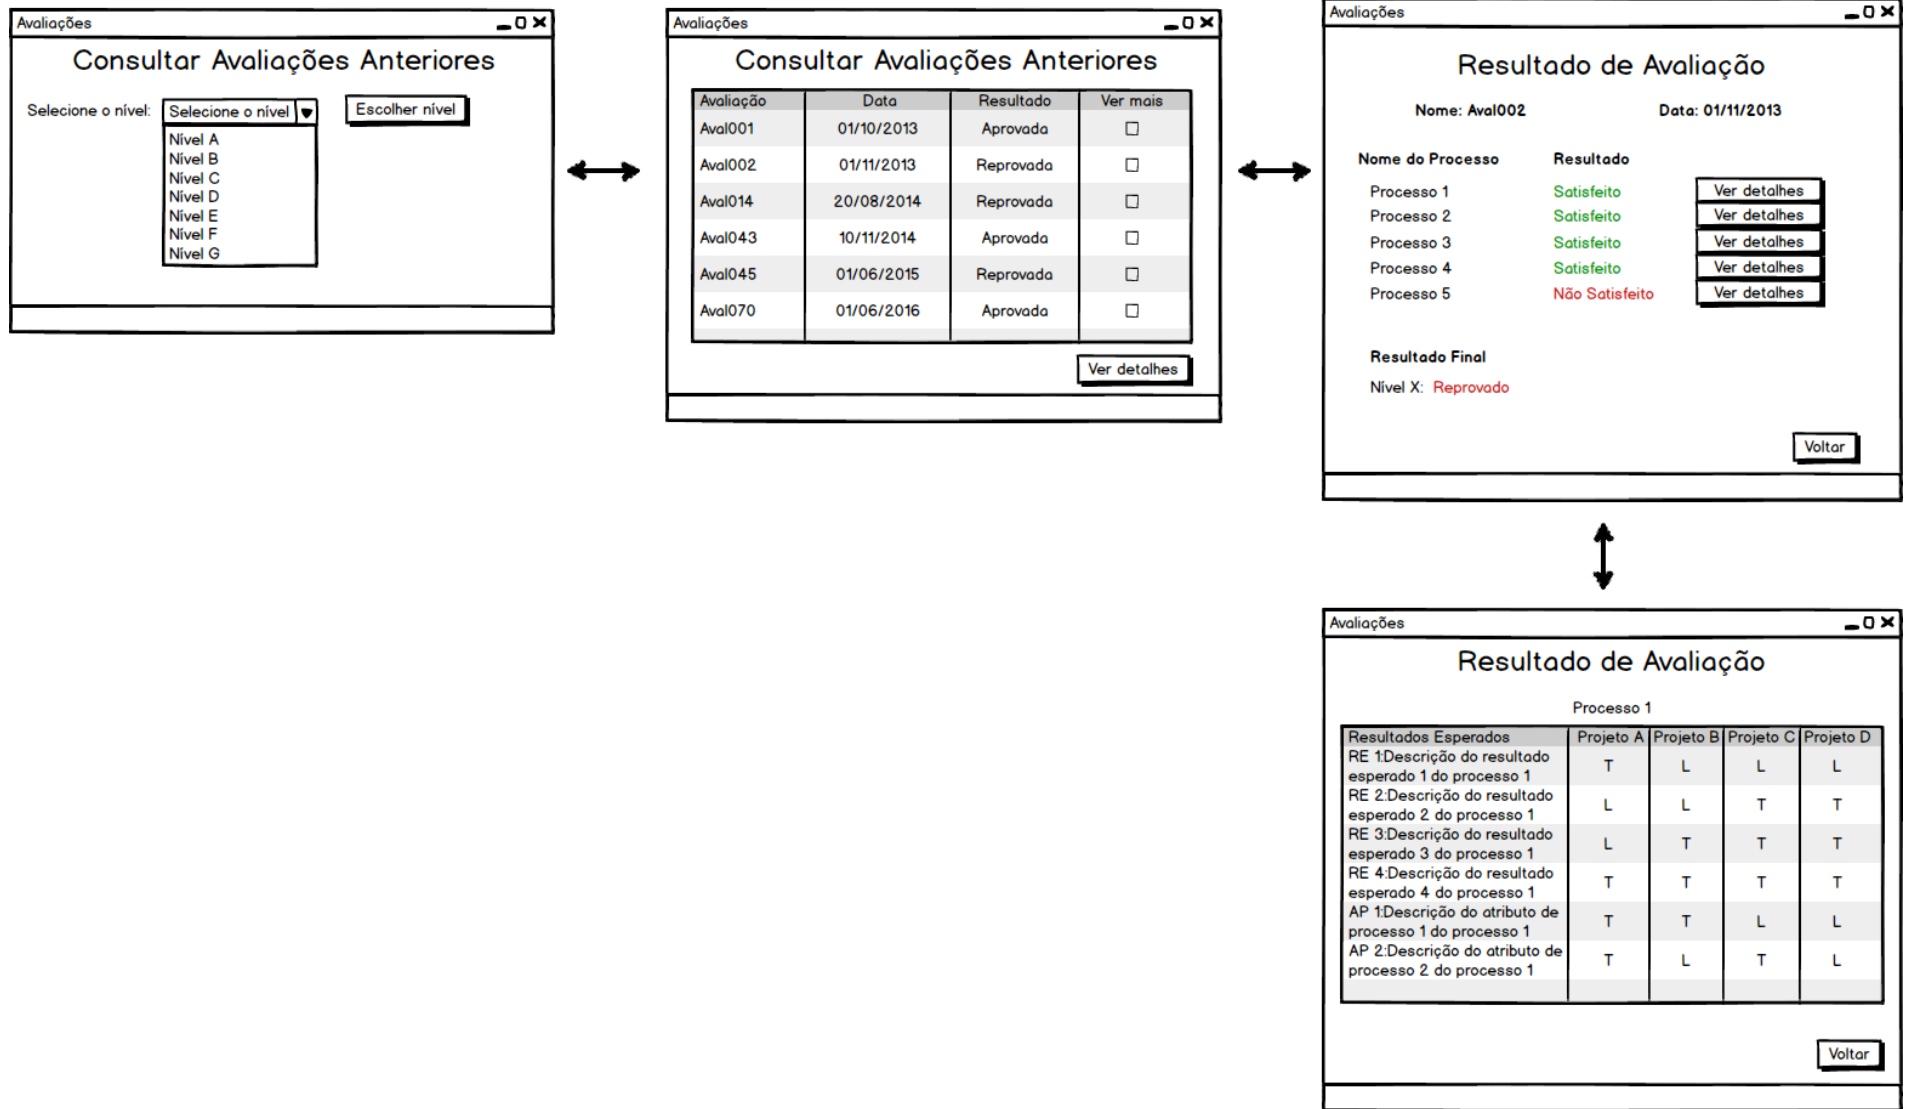 Avaliações
Consultar Avaliações Anteriores
Selecione o nível: Selecione o nível Escolher nível
Nível A
Nível B
Nível C
Nível D
Nível E
Nível F
Nível G
Avaliações
Consultar Avaliações Anteriores
Avaliação Data Resultado Ver mais
Aval001 01/10/2013 Aprovada
Aval002 01/11/2013 Reprovada
Aval014 20/08/2014 Reprovada
Aval043 10/11/2014 Aprovada
Aval045 01/06/2015 Reprovada
Aval070 01/06/2016 Aprovada
Ver detalhes
Avaliações
Resultado de Avaliação
Nome: Aval002 Data: 01/11/2013
Nome do Processo Resultado
Processo 1 Satisfeito Ver detalhes
Processo 2 Satisfeito Ver detalhes
Processo 3 Satisfeito Ver detalhes
Processo 4 Satisfeito Ver detalhes
Processo 5 Não Satisfeito Ver detalhes
Resultado Final
Nível X: Reprovado
Voltar
Avaliações
Resultado de Avaliação
Processo 1
Resultados Esperados Projeto A Projeto B Projeto C Projeto D
RE 1:Descrição do resultado
esperado 1 do processo 1 T L L L
RE 2:Descrição do resultado
esperado 2 do processo 1 L L T T
RE 3:Descrição do resultado
esperado 3 do processo 1 L T T T
RE 4:Descrição do resultado
esperado 4 do processo 1 T T T T
AP 1:Descrição do atributo de
processo 1 do processo 1 T T L L
AP 2:Descrição do atributo de
processo 2 do processo 1 T L T L
Voltar